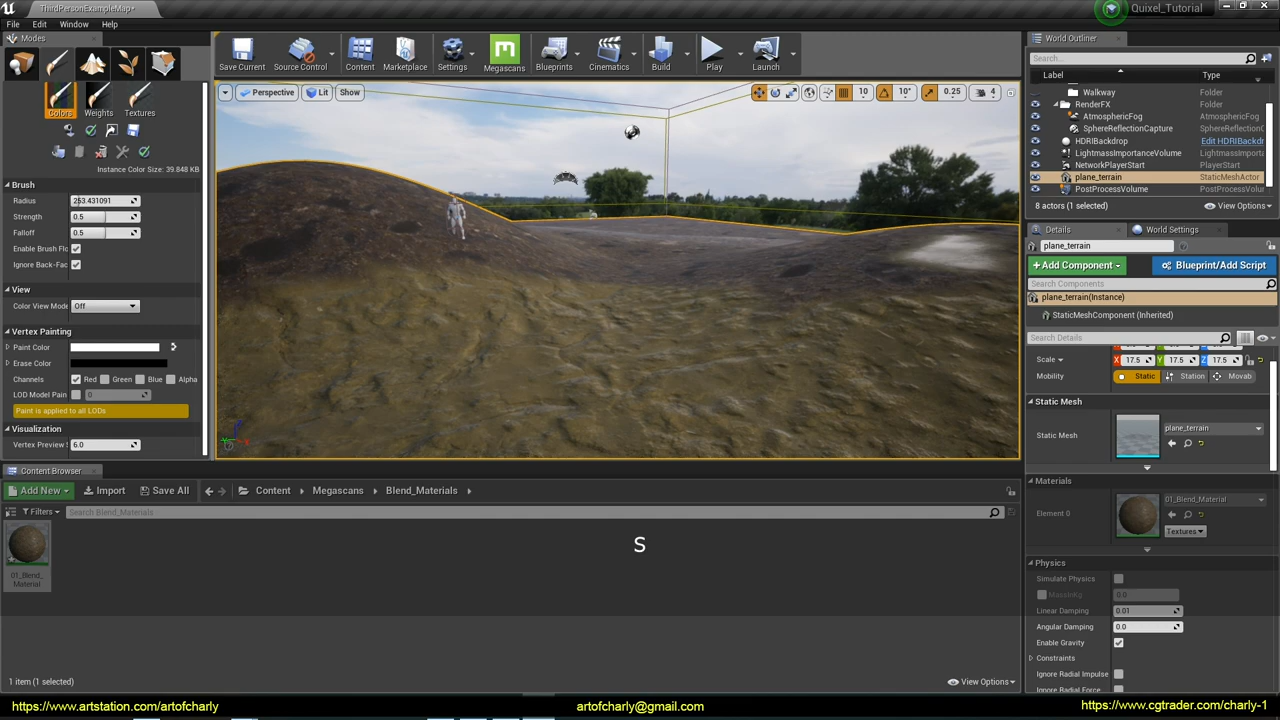 ThirdPersonExampleMap*
Quixel_Tutorial
File Edit Window Help
Modes
Save Current
Source Control
Content
Marketplace
Settings
Megascans
Blueprints
Cinematics
Build
Play
Launch
World Outliner
Search...
Label Type
Walkway Folder
RenderFX Folder
AtmosphericFog AtmosphericFog
SphereReflectionCapture SphereReflectionC
HDRIBackdrop Edit HDRIBackdr
LightmassImportanceVolume LightmassImporta
NetworkPlayerStart PlayerStart
plane_terrain StaticMeshActor
PostProcessVolume PostProcessVolu
8 actors (1 selected)
View Options
Colors
Weights
Textures
Instance Color Size: 39.848 KB
Brush
Radius 253.431091
Strength 0.5
Falloff 0.5
Enable Brush Flo
Ignore Back-Fac
View
Color View Mode Off
Vertex Painting
Paint Color
Erase Color
Channels Red Green Blue Alpha
LOD Model Pain 0
Paint is applied to all LODs
Visualization
Vertex Preview S 6.0
Perspective
Lit
Show
10
10°
0.25
4
Details
World Settings
plane_terrain
+Add Component
Blueprint/Add Script
Search Components
plane_terrain(Instance)
StaticMeshComponent (Inherited)
Search Details
Scale X 17.5 Y 17.5 Z 17.5
Mobility Static Station Movab
Static Mesh
Static Mesh plane_terrain
Materials
Element 0 01_Blend_Material
Textures
Physics
Simulate Physics
MassInKg 0.0
Linear Damping 0.01
Angular Damping 0.0
Enable Gravity
Constraints
Ignore Radial Impulse
Ignore Radial Force
Content Browser
Add New
Import
Save All
Content
Megascans
Blend_Materials
Filters
Search Blend_Materials
01_Blend_
Material
S
1 item (1 selected)
View Options
https://www.artstation.com/artofcharly
artofcharly@gmail.com
https://www.cgtrader.com/charly-1